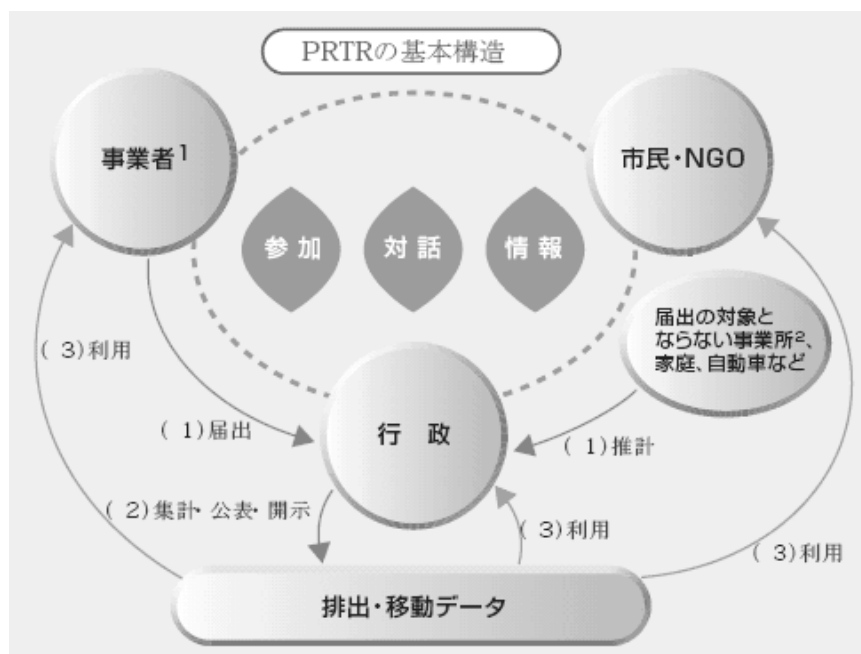 PRTRの基本構造
事業者1
市民・NGO
参加
対話
情報
届出の対象と
ならない事業所2、
家庭、自動車など
( 3)利用
行 政
( 1)届出
( 1)推計
( 2)集計・公表・開示
( 3)利用
( 3)利用
排出・移動データ